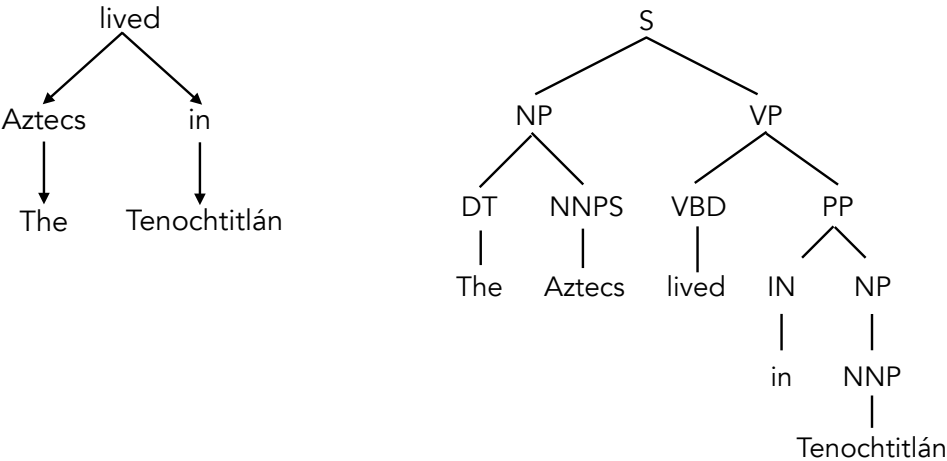 lived
Aztecs in
The Tenochtitlán
S
NP VP
DT NNPS VBD PP
The Aztecs lived IN NP
in NNP
Tenochtitlán